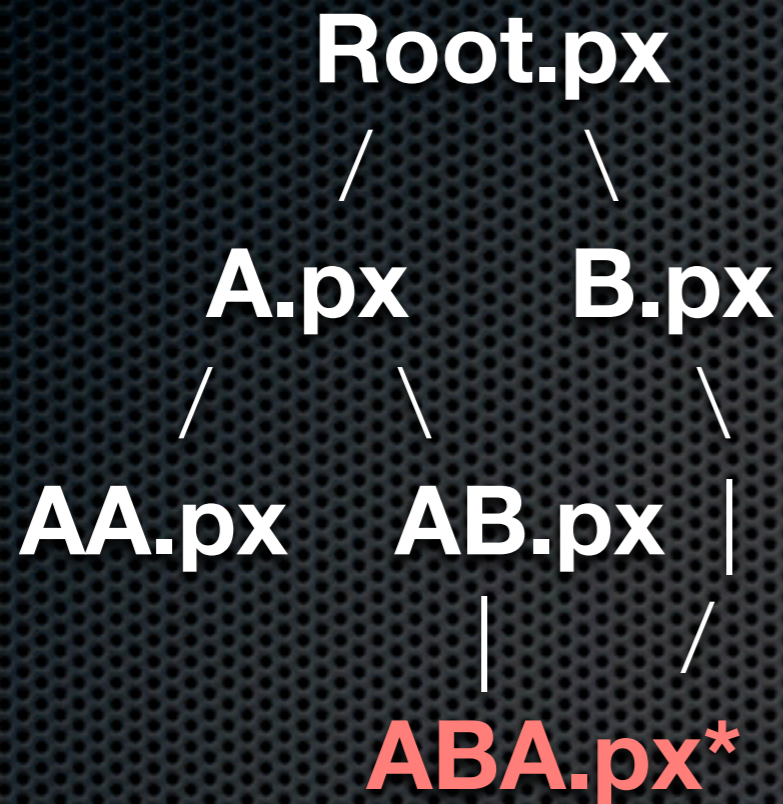 Root.px
/ \
A.px B.px
/ \ \
AA.px AB.px |
| /
ABA.px*